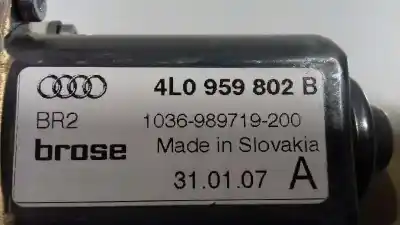 4L0 959 802 B
BR2 1036-989719-200
brose Made in Slovakia
31.01.07 A